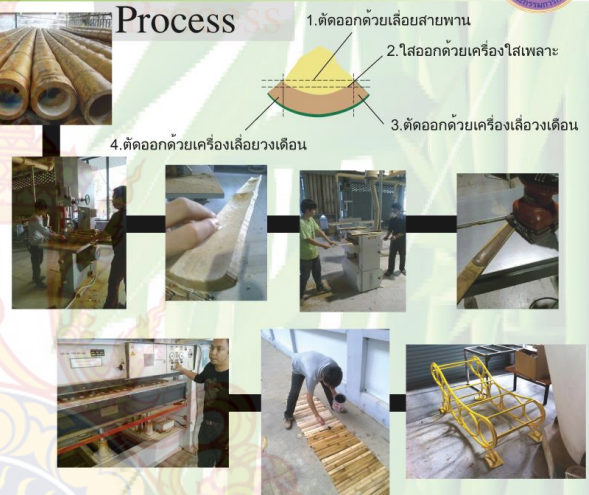 Process
1.ตัดออกด้วยเลื่อยสายพาน
2.ใสออกด้วยเครื่องใสเพลาะ
3.ตัดออกด้วยเครื่องเลื่อวงเดือน
4.ตัดออกด้วยเครื่องเลื่อยวงเดือน